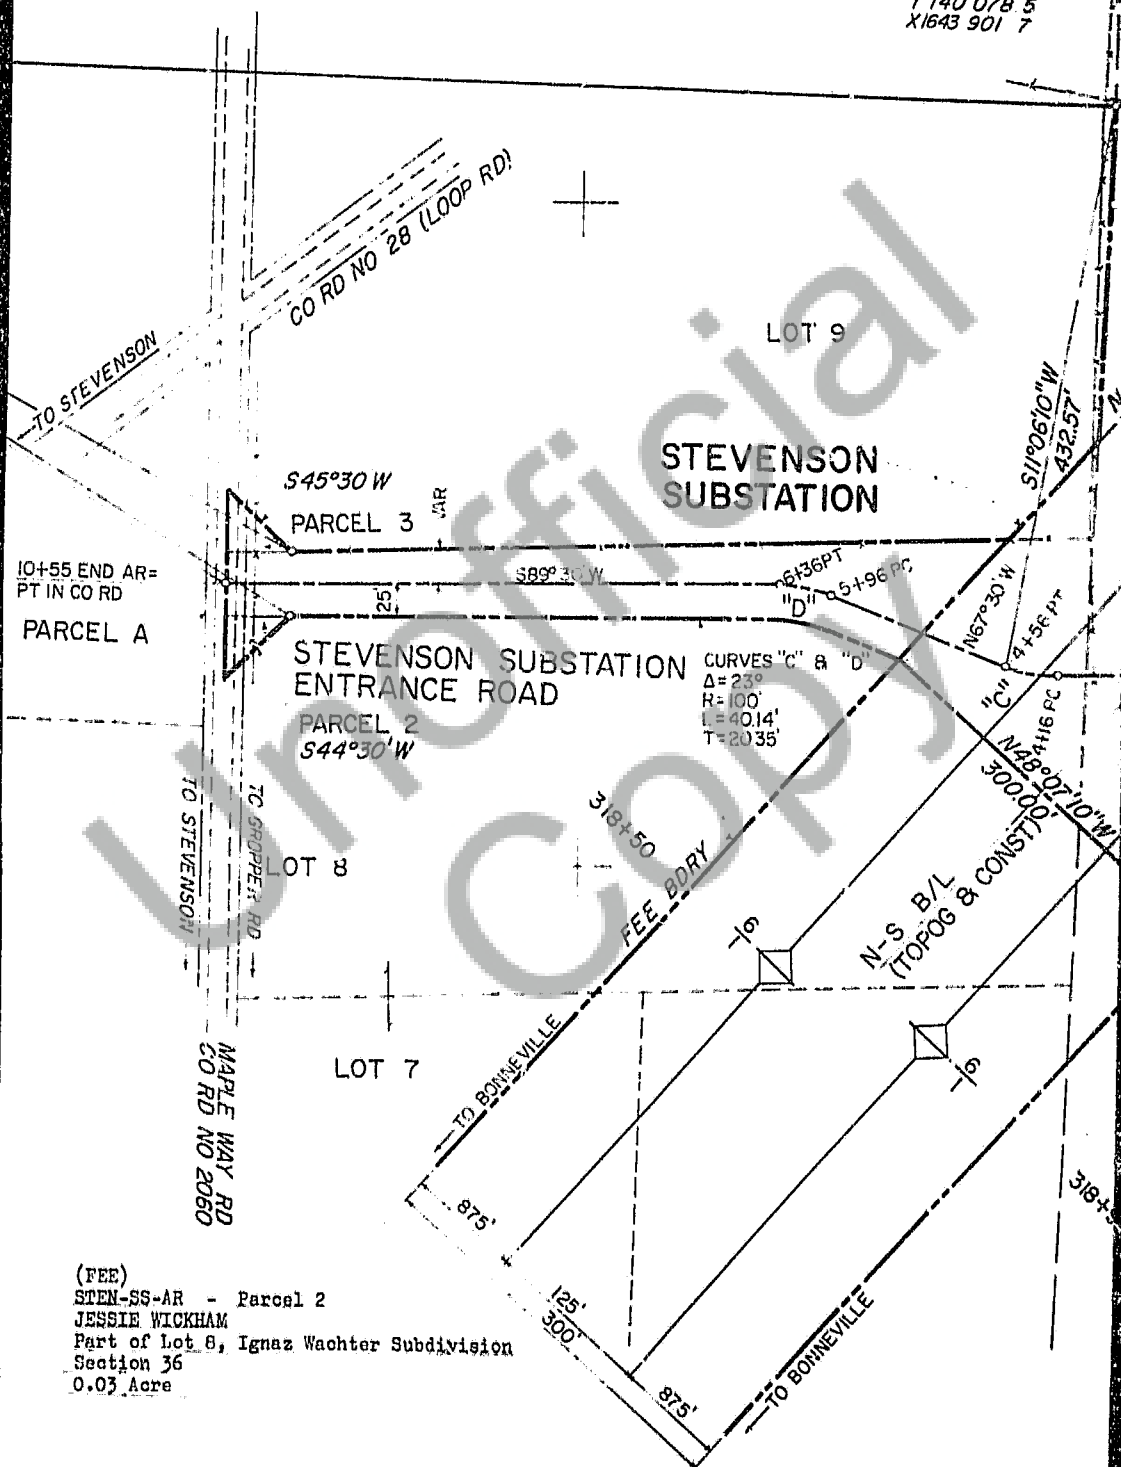 X1643 901 7
CO RD NO 28 (LOOP RD)
LOT 9
TO STEVENSON
S11°06'10"W
432.57'
STEVENSON
SUBSTATION
S45°30 W
PARCEL 3
VAR
10+55 END AR=
PT IN CO RD
PARCEL A
S89°30'W
6+36PT
5+96 PC
"D"
25'
N67°30'W
4+56 PT
STEVENSON SUBSTATION
ENTRANCE ROAD
CURVES "C" & "D"
Δ=23°
R=100'
L=40.14'
T=20.35'
"C"
4+16 PC
PARCEL 2
S44°30'W
N48°07'10"W
300.00'
TO STEVENSON
TO GROPPER RD
318+50
LOT 8
FEE BDRY
N-S B/L
(TOPOG & CONST)
-16
LOT 7
TO BONNEVILLE
-16
MAPLE WAY RD
CO RD NO 2060
875'
125'
300'
875'
TO BONNEVILLE
(FEE)
STEN-SS-AR - Parcel 2
JESSIE WICKHAM
Part of Lot 8, Ignaz Wachter Subdivision
Section 36
0.03 Acre
Unofficial
Copy